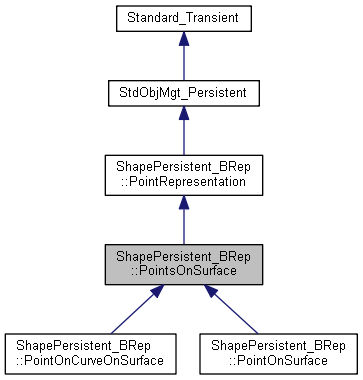 Standard_Transient
StdObjMgt_Persistent
ShapePersistent_BRep
::PointRepresentation
ShapePersistent_BRep
::PointsOnSurface
ShapePersistent_BRep
::PointOnCurveOnSurface
ShapePersistent_BRep
::PointOnSurface